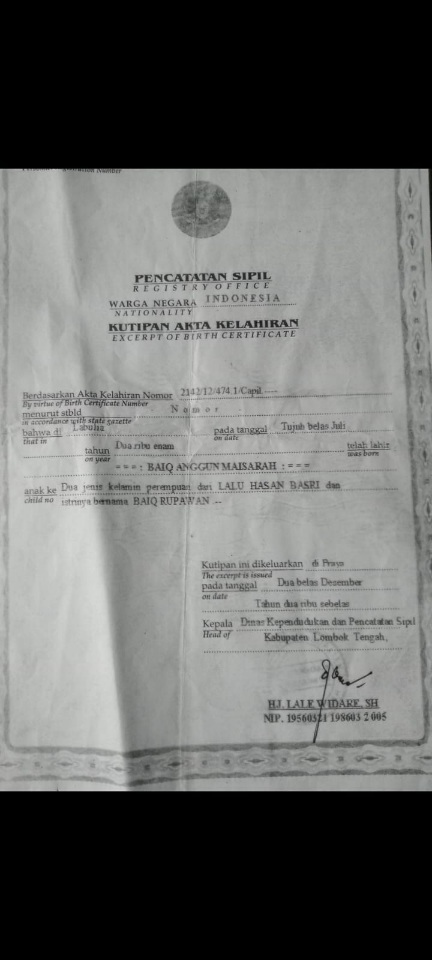 Personal Registration Number
PENCATATAN SIPIL
REGISTRY OFFICE
WARGA NEGARA INDONESIA
NATIONALITY
KUTIPAN AKTA KELAHIRAN
EXCERPT OF BIRTH CERTIFICATE
Berdasarkan Akta Kelahiran Nomor 2142/12/474.1/Capil.----
By virtue of Birth Certificate Number
menurut stbld Nomor
in accordance with state gazette
bahwa di Labulia pada tanggal Tujuh belas Juli
that in on date
tahun Dua ribu enam telah lahir
on year was born
= = = : BAIQ ANGGUN MAISARAH : = = =
anak ke Dua jenis kelamin perempuan dari LALU HASAN BASRI dan
child no istrinya bernama BAIQ RUPAWAN --
Kutipan ini dikeluarkan di Praya
The excerpt is issued
pada tanggal Dua belas Desember
on date
Tahun dua ribu sebelas
Kepala Dinas Kependudukan dan Pencatatan Sipil
Head of Kabupaten Lombok Tengah,
HJ. LALE WIDARE, SH
NIP. 19560321 198603 2 005